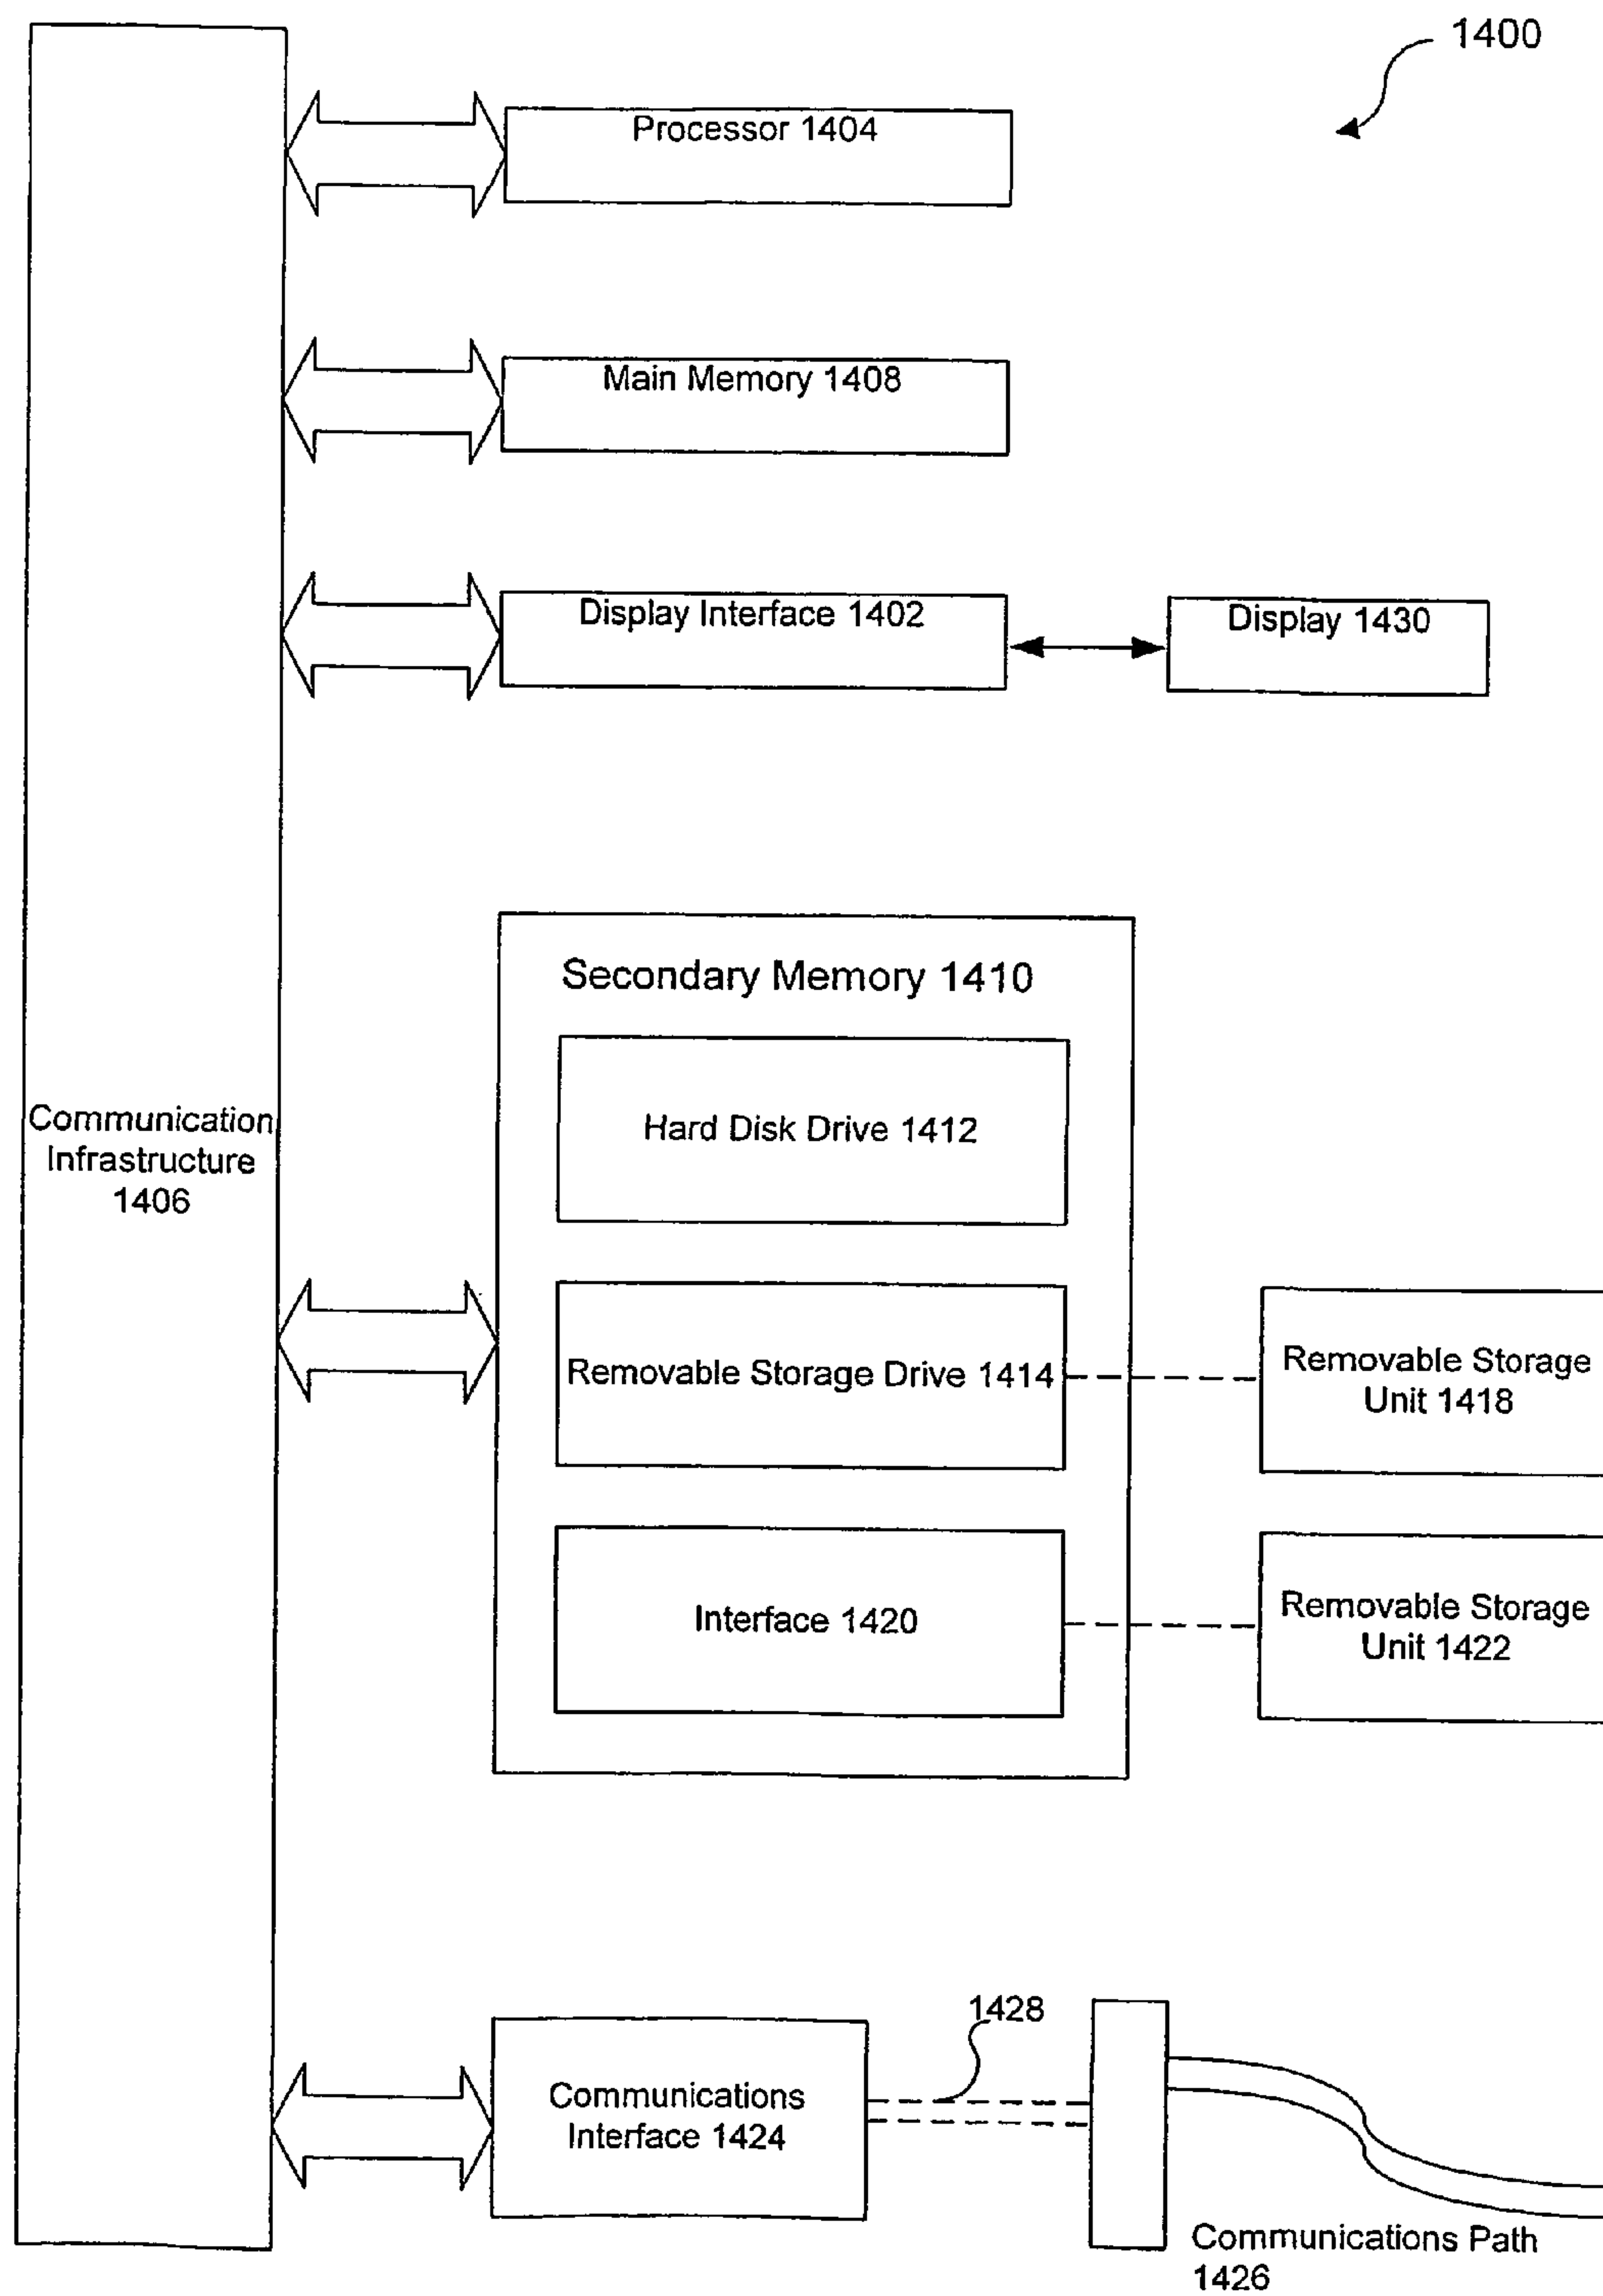 1400
Processor 1404
Main Memory 1408
Display Interface 1402
Display 1430
Secondary Memory 1410
Hard Disk Drive 1412
Communication
Infrastructure
1406
Removable Storage Drive 1414
Removable Storage
Unit 1418
Interface 1420
Removable Storage
Unit 1422
1428
Communications
Interface 1424
Communications Path
1426